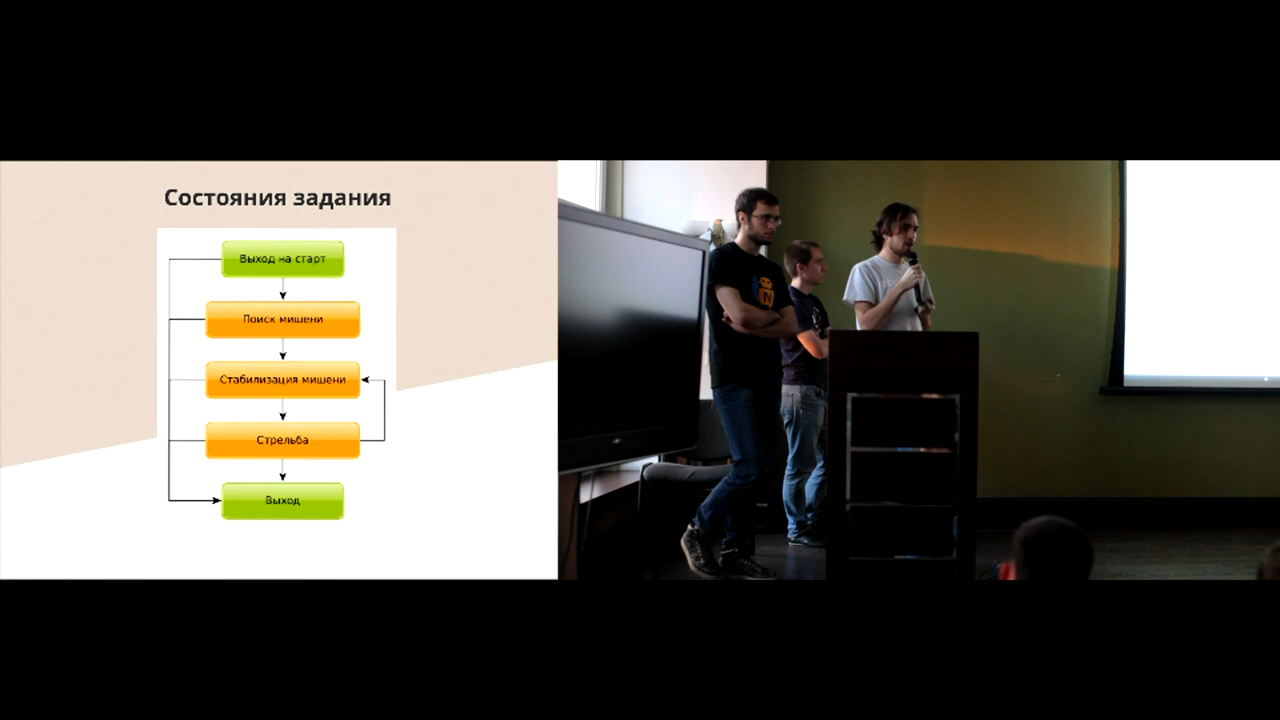 Состояния задания
Выход на старт
Поиск мишени
Стабилизация мишени
Стрельба
Выход